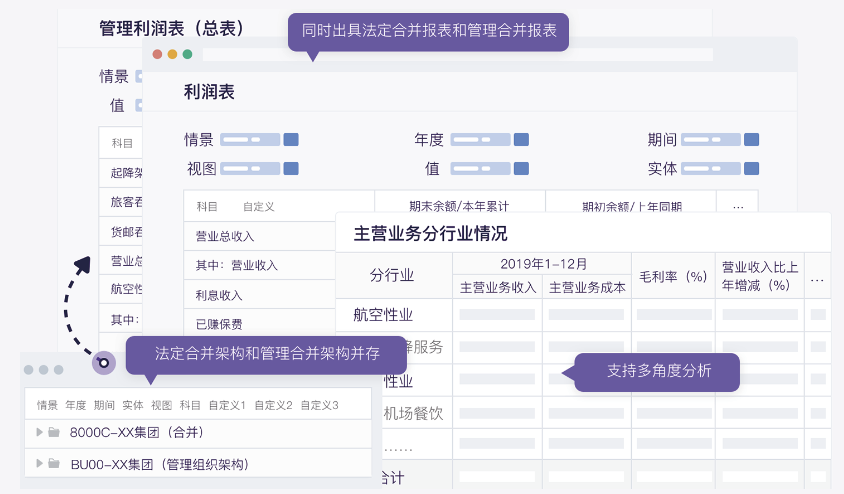 管理利润表（总表）
同时出具法定合并报表和管理合并报表
利润表
情景
值
科目
起降架
旅客
货邮
营业总
航空性
其中:
情景
年度
期间
视图
值
实体
科目 自定义 期末余额/本年累计 期初余额/上年同期 ...
营业总收入
其中: 营业收入
利息收入
已赚保费
主营业务分行业情况
分行业
2019年1-12月
主营业务收入 主营业务成本
毛利率（%）
营业收入比上
年增减（%）
...
航空性业
降服务
性业
机场餐饮
......
合计
支持多角度分析
法定合并架构和管理合并架构并存
情景 年度 期间 实体 视图 科目 自定义1 自定义2 自定义3
8000C-XX集团（合并）
BU00-XX集团（管理组织架构）